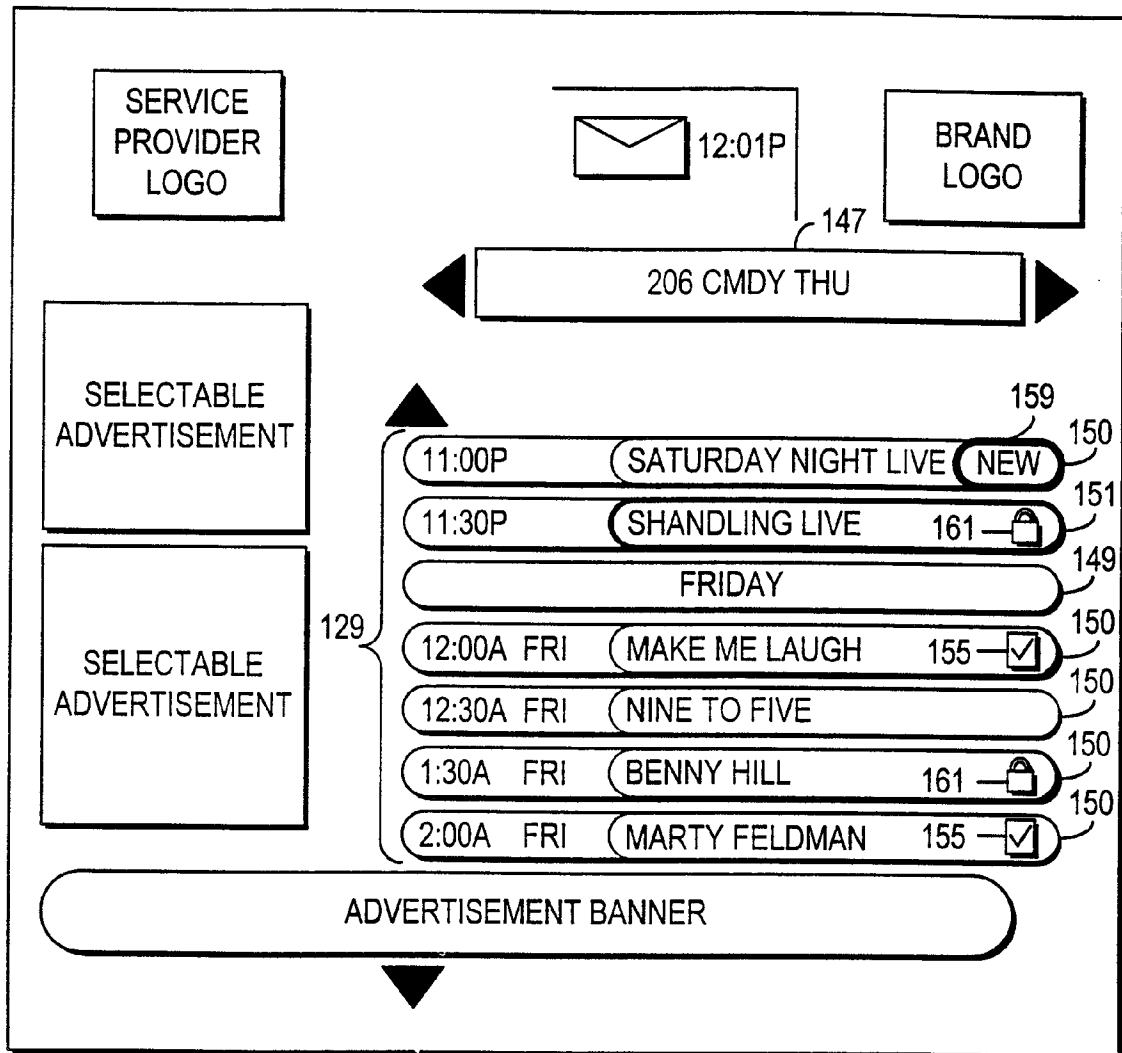 SERVICE
PROVIDER
LOGO
12:01P
BRAND
LOGO
147
206 CMDY THU
SELECTABLE
ADVERTISEMENT
159
150
11:00P SATURDAY NIGHT LIVE NEW
151
11:30P SHANDLING LIVE 161
149
FRIDAY
129
150
12:00A FRI MAKE ME LAUGH 155
150
12:30A FRI NINE TO FIVE
SELECTABLE
ADVERTISEMENT
150
1:30A FRI BENNY HILL 161
150
2:00A FRI MARTY FELDMAN 155
ADVERTISEMENT BANNER